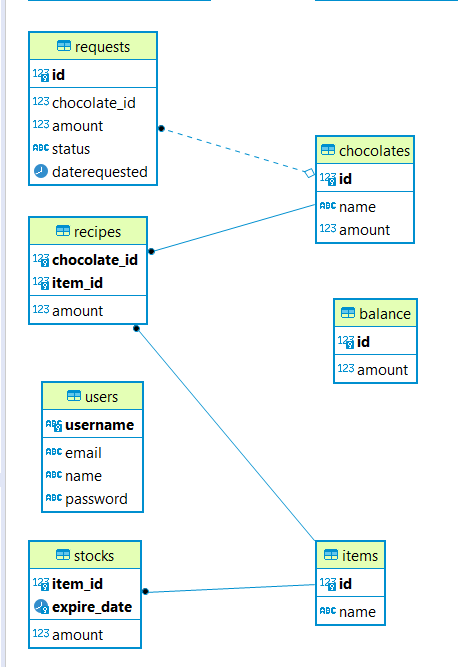 requests
123 id
123 chocolate_id
123 amount
ABC status
daterequested
chocolates
123 id
ABC name
123 amount
recipes
123 chocolate_id
123 item_id
123 amount
balance
123 id
123 amount
users
ABC username
ABC email
ABC name
ABC password
stocks
123 item_id
expire_date
123 amount
items
123 id
ABC name